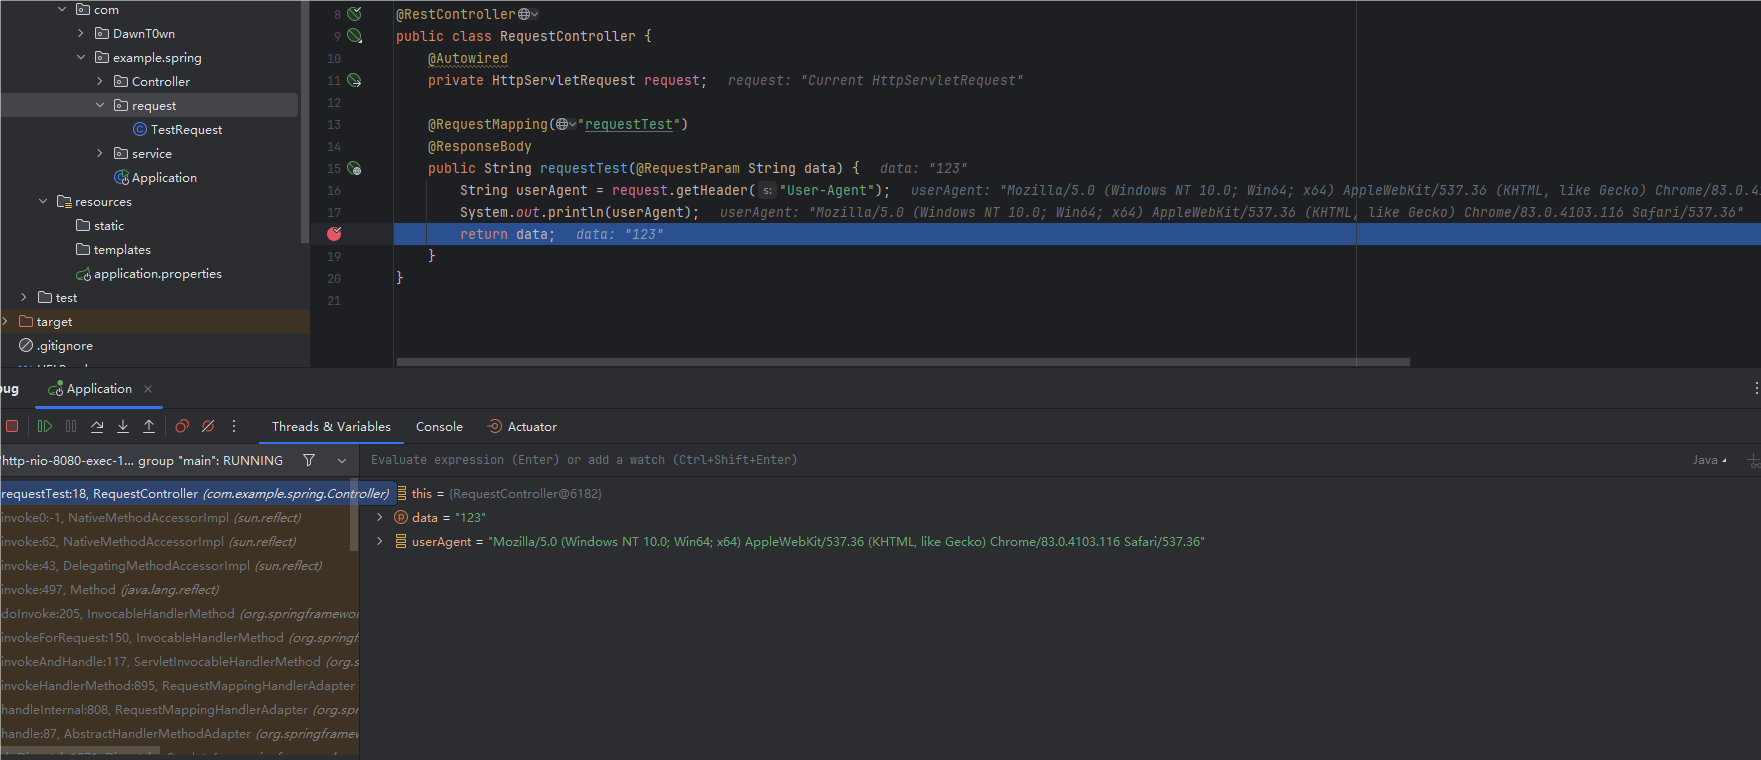 com
DawnT0wn
example.spring
Controller
request
TestRequest
service
Application
resources
static
templates
application.properties
test
target
.gitignore
8 @RestController
9 public class RequestController {
10 @Autowired
11 private HttpServletRequest request; request: "Current HttpServletRequest"
12
13 @RequestMapping("requestTest")
14 @ResponseBody
15 public String requestTest(@RequestParam String data) { data: "123"
16 String userAgent = request.getHeader( s: "User-Agent"); userAgent: "Mozilla/5.0 (Windows NT 10.0; Win64; x64) AppleWebKit/537.36 (KHTML, like Gecko) Chrome/83.0.4
17 System.out.println(userAgent); userAgent: "Mozilla/5.0 (Windows NT 10.0; Win64; x64) AppleWebKit/537.36 (KHTML, like Gecko) Chrome/83.0.4103.116 Safari/537.36"
return data; data: "123"
19 }
20 }
21
bug Application
Threads & Variables Console Actuator
"http-nio-8080-exec-1... group "main": RUNNING
Evaluate expression (Enter) or add a watch (Ctrl+Shift+Enter) Java
requestTest:18, RequestController (com.example.spring.Controller)
invoke0:-1, NativeMethodAccessorImpl (sun.reflect)
invoke:62, NativeMethodAccessorImpl (sun.reflect)
invoke:43, DelegatingMethodAccessorImpl (sun.reflect)
invoke:497, Method (java.lang.reflect)
doInvoke:205, InvocableHandlerMethod (org.springframewor
invokeForRequest:150, InvocableHandlerMethod (org.springf
invokeAndHandle:117, ServletInvocableHandlerMethod (org.s
invokeHandlerMethod:895, RequestMappingHandlerAdapter
handleInternal:808, RequestMappingHandlerAdapter (org.spr
handle:87, AbstractHandlerMethodAdapter (org.springframew
this = {RequestController@6182}
data = "123"
userAgent = "Mozilla/5.0 (Windows NT 10.0; Win64; x64) AppleWebKit/537.36 (KHTML, like Gecko) Chrome/83.0.4103.116 Safari/537.36"